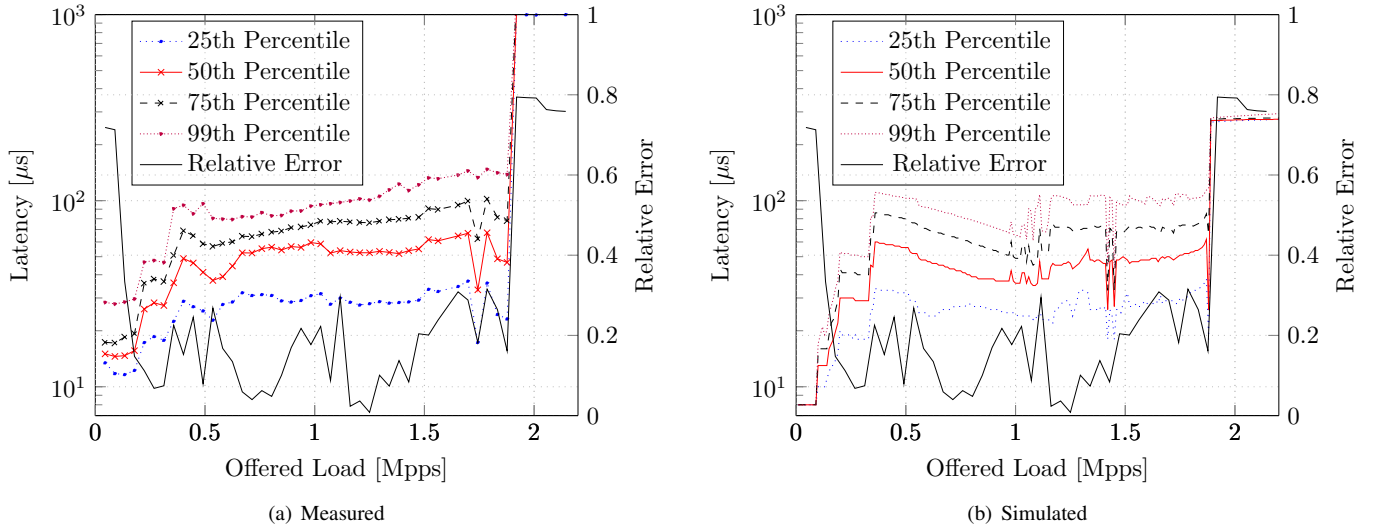 10³
10²
10¹
Latency [μs]
25th Percentile
50th Percentile
75th Percentile
99th Percentile
Relative Error
1
0.8
0.6
0.4
0.2
0
Relative Error
0 0.5 1 1.5 2
Offered Load [Mpps]
(a) Measured
10³
10²
10¹
Latency [μs]
25th Percentile
50th Percentile
75th Percentile
99th Percentile
Relative Error
1
0.8
0.6
0.4
0.2
0
Relative Error
0 0.5 1 1.5 2
Offered Load [Mpps]
(b) Simulated